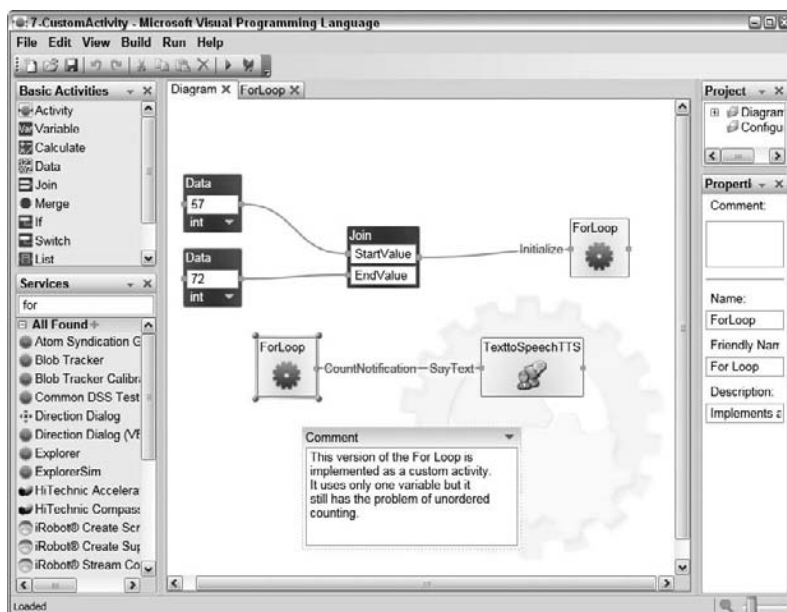 7-CustomActivity - Microsoft Visual Programming Language
File Edit View Build Run Help
Basic Activities
Activity
Variable
Calculate
Data
Join
Merge
If
Switch
List
Services
for
All Found
Atom Syndication G
Blob Tracker
Blob Tracker Calibra
Common DSS Test
Direction Dialog
Direction Dialog (VE
Explorer
ExplorerSim
HiTechnic Accelera
HiTechnic Compass
iRobot® Create Scr
iRobot® Create Sup
iRobot® Stream Co
Loaded
Diagram
ForLoop
Data
57
int
Data
72
int
Join
StartValue
EndValue
Initialize
ForLoop
ForLoop
CountNotification
SayText
TexttoSpeechTTS
Comment
This version of the For Loop is
implemented as a custom activity.
It uses only one variable but it
still has the problem of unordered
counting.
Project
Diagram
Configu
Properti
Comment:
Name:
ForLoop
Friendly Nam
For Loop
Description:
Implements a